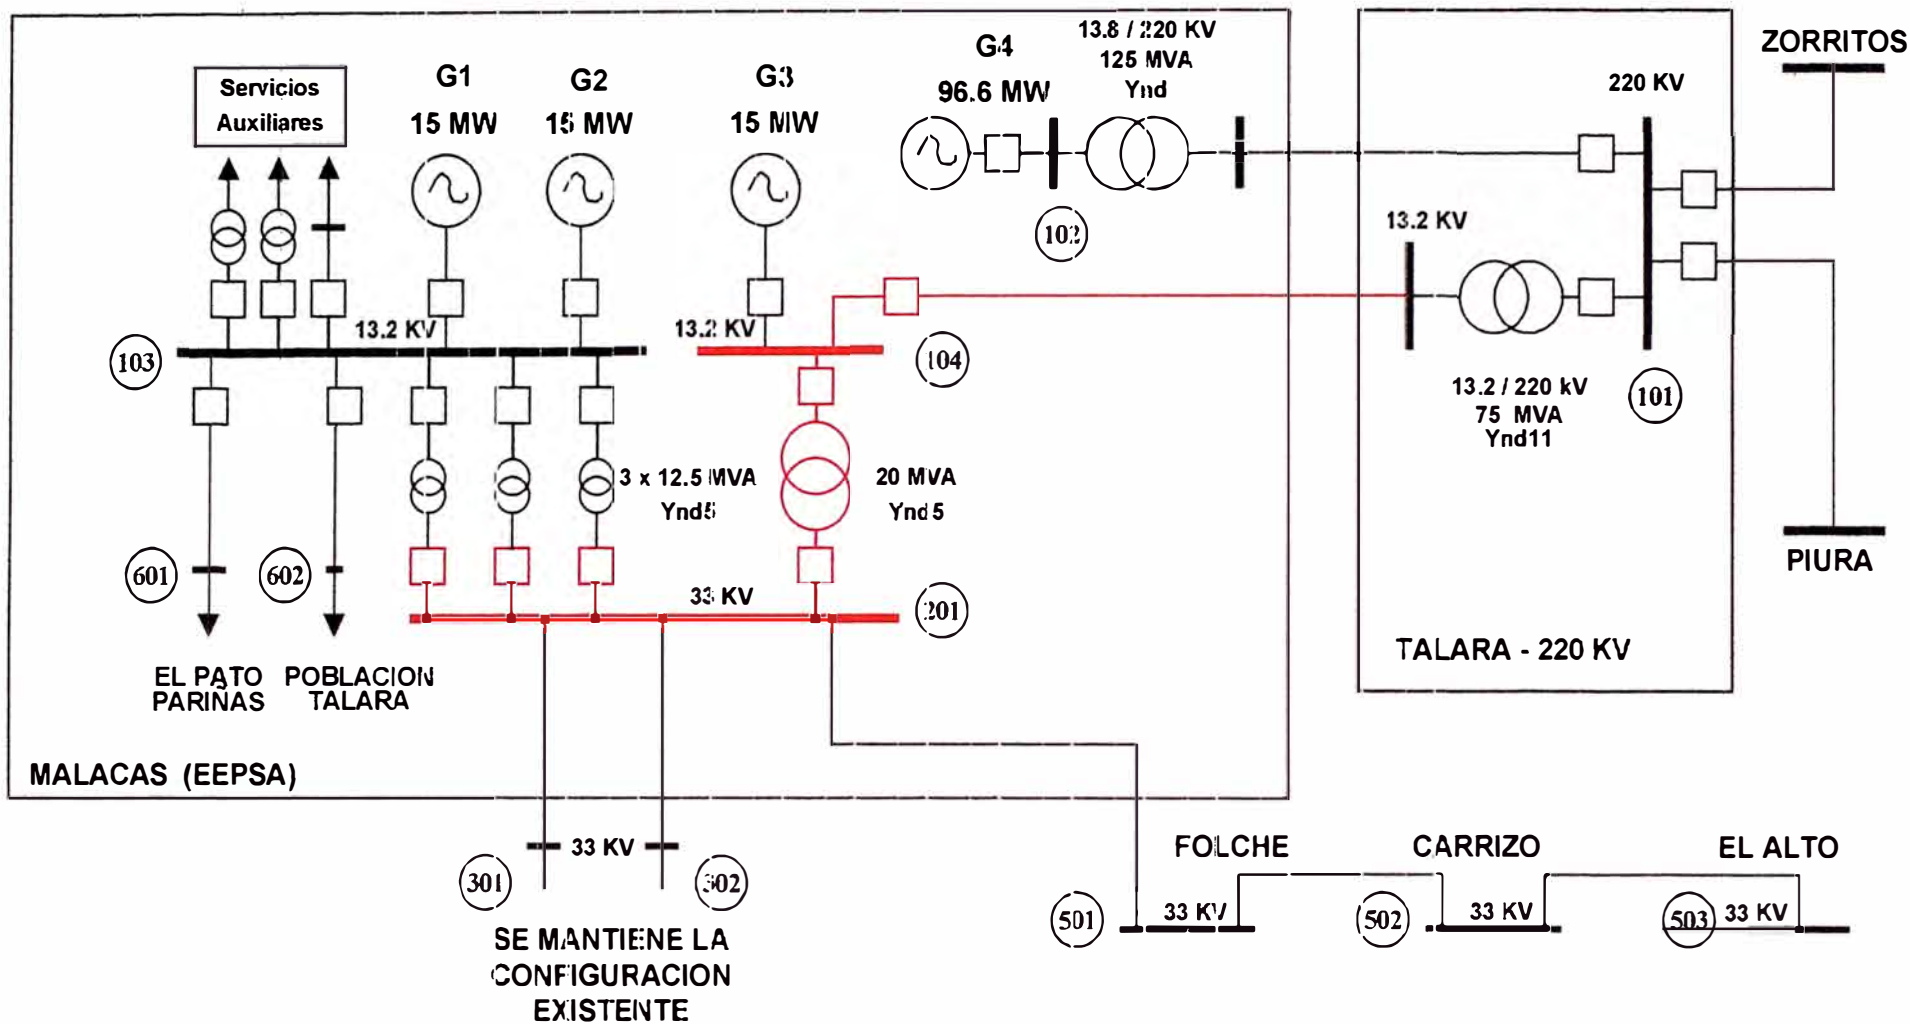 Servicios
Auxiliares
G1
15 MW
G2
15 MW
G3
15 MW
G4
96.6 MW
13.8 / 220 KV
125 MVA
Ynd
102
220 KV
ZORRITOS
13.2 KV
13.2 KV
13.2 KV
103
104
13.2 / 220 kV
75 MVA
Ynd11
101
3 x 12.5 MVA
Ynd5
20 MVA
Ynd5
PIURA
601
602
33 KV
201
EL PATO
PARIÑAS
POBLACION
TALARA
TALARA - 220 KV
MALACAS (EEPSA)
301
33 KV
302
SE MANTIENE LA
CONFIGURACION
EXISTENTE
FOLCHE
CARRIZO
EL ALTO
501
33 KV
502
33 KV
503
33 KV